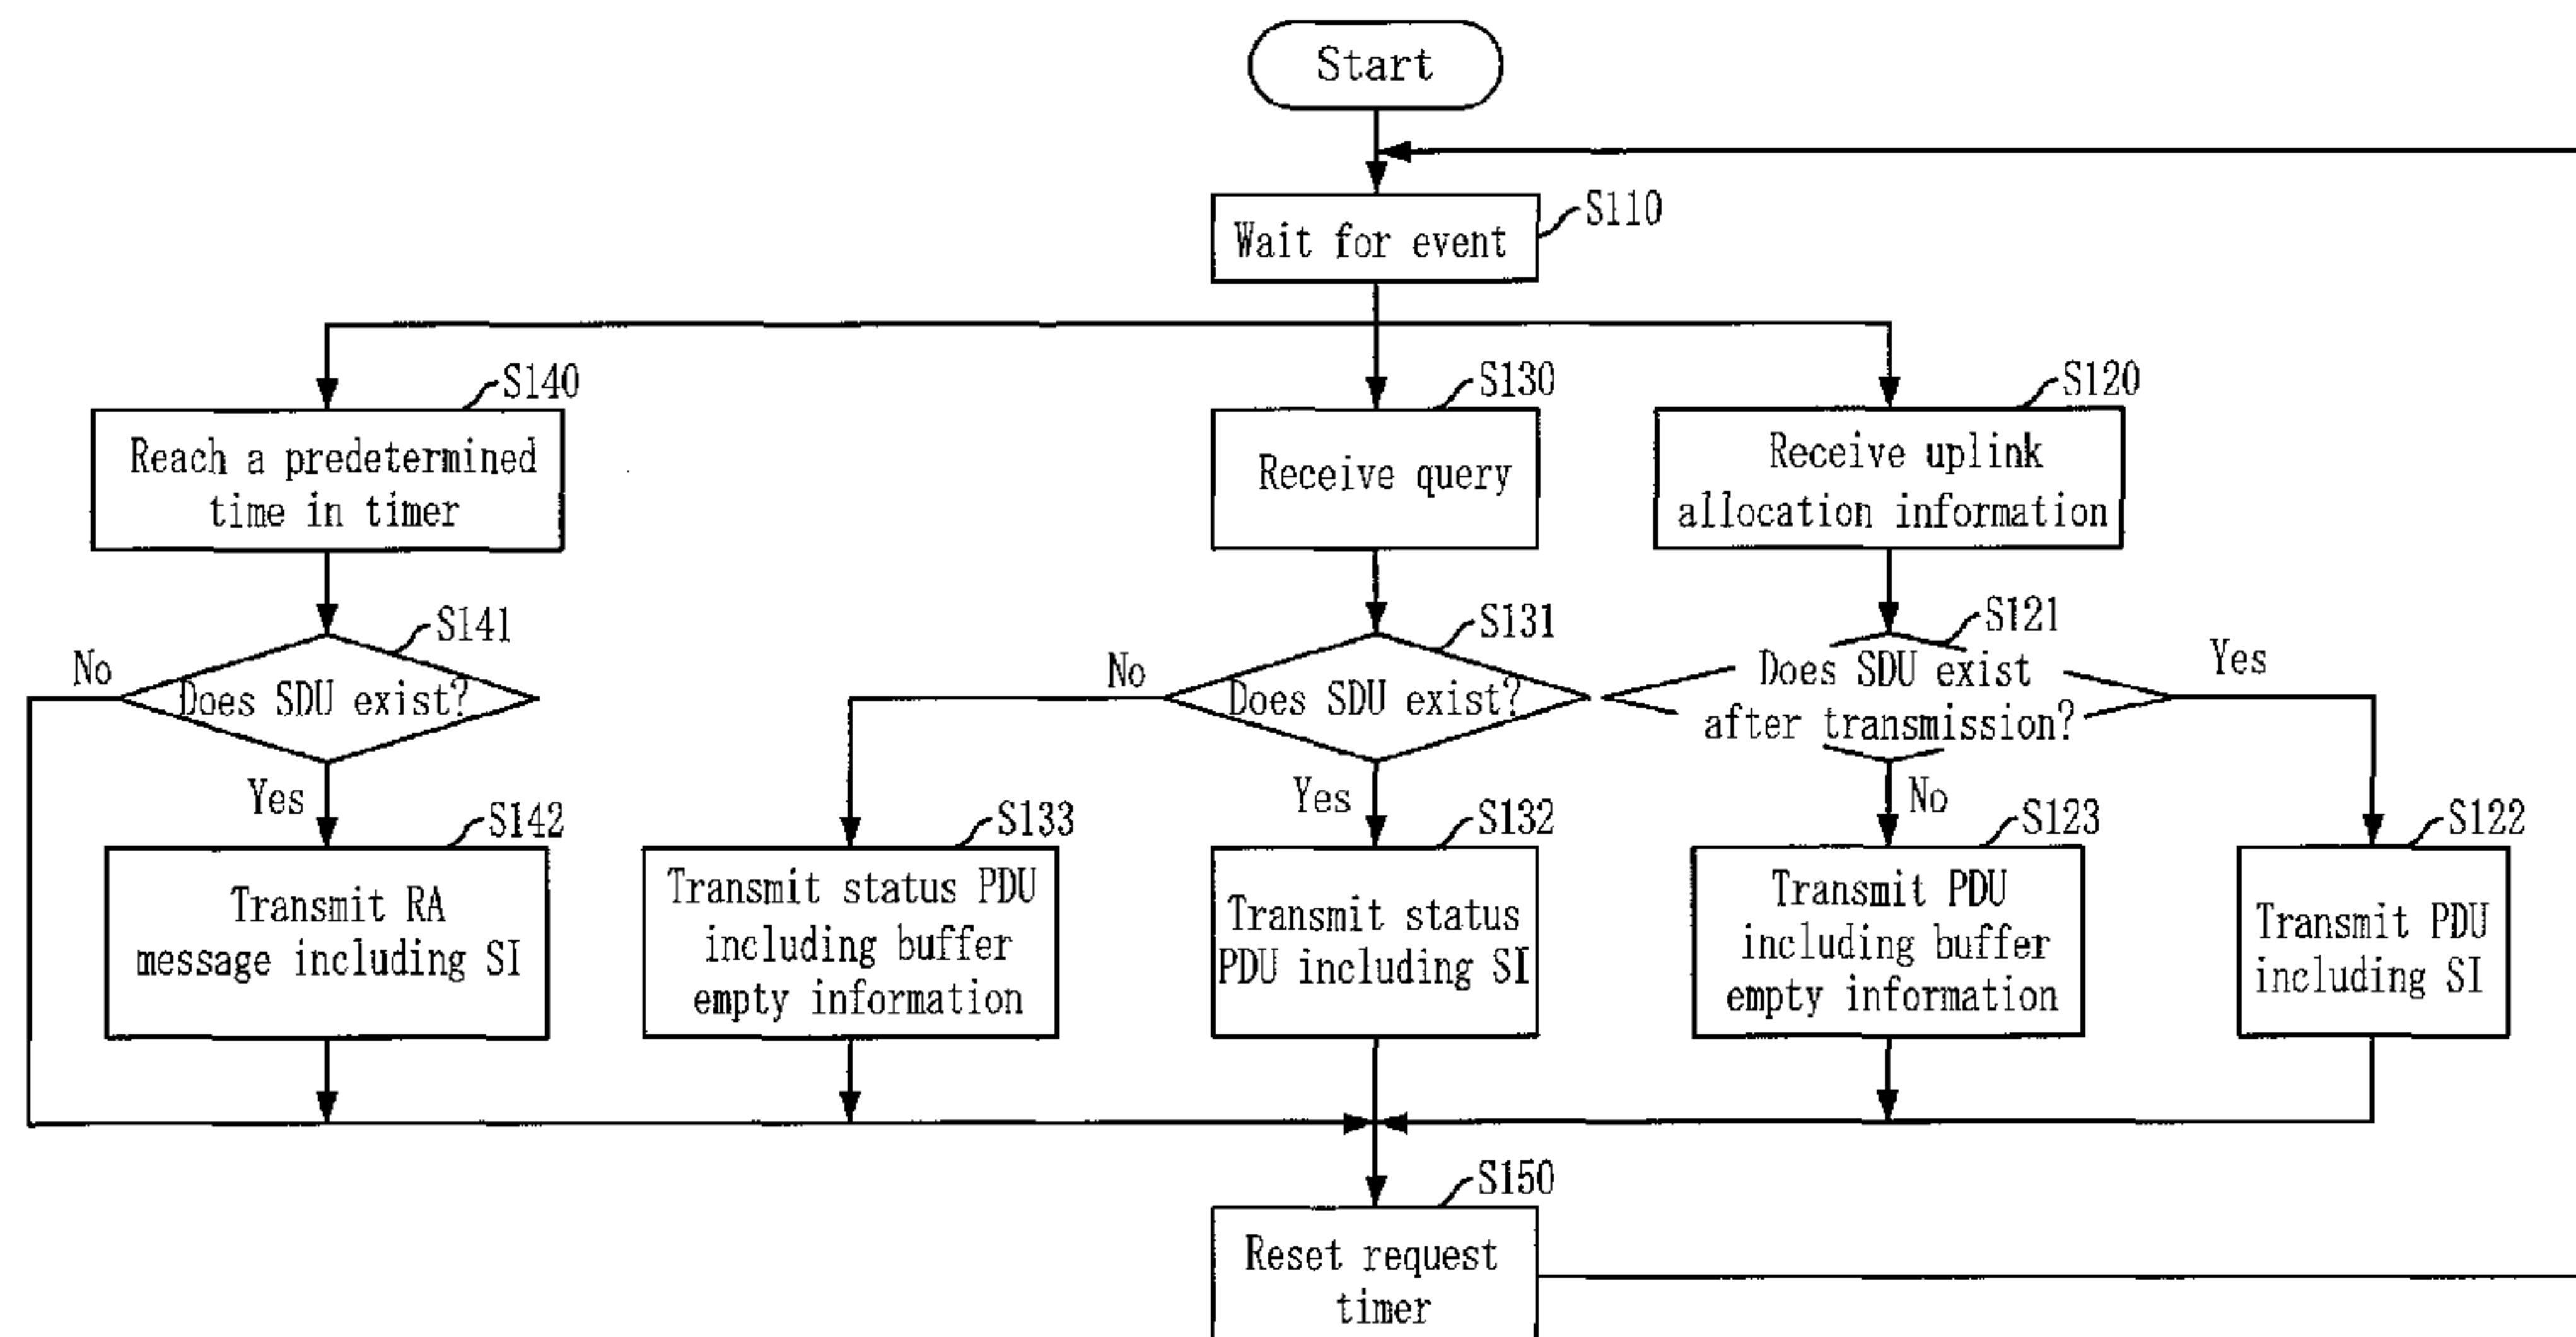 Start
S110
Wait for event
S140
Reach a predetermined
time in timer
S130
Receive query
S120
Receive uplink
allocation information
S141
No
Does SDU exist?
Yes
S131
No
Does SDU exist?
Yes
S121
Does SDU exist
after transmission?
Yes
No
S142
Transmit RA
message including SI
S133
Transmit status PDU
including buffer
empty information
S132
Transmit status
PDU including SI
S123
Transmit PDU
including buffer
empty information
S122
Transmit PDU
including SI
S150
Reset request
timer